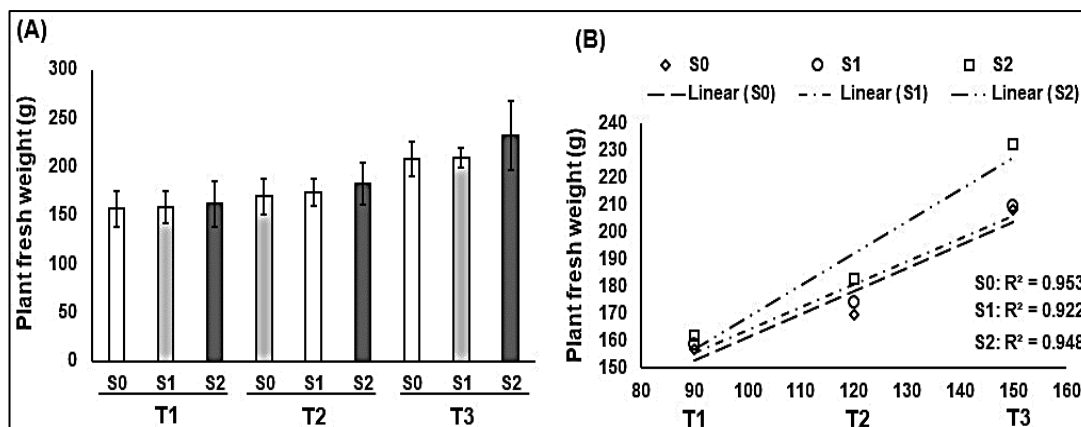 (A)
Plant fresh weight (g)
300
250
200
150
100
50
0
S0 S1 S2 S0 S1 S2 S0 S1 S2
T1 T2 T3
(B)
S0 S1 S2
Linear (S0) Linear (S1) Linear (S2)
Plant fresh weight (g)
240
230
220
210
200
190
180
170
160
150
S0: R² = 0.953
S1: R² = 0.922
S2: R² = 0.948
80 90 100 110 120 130 140 150 160
T1 T2 T3